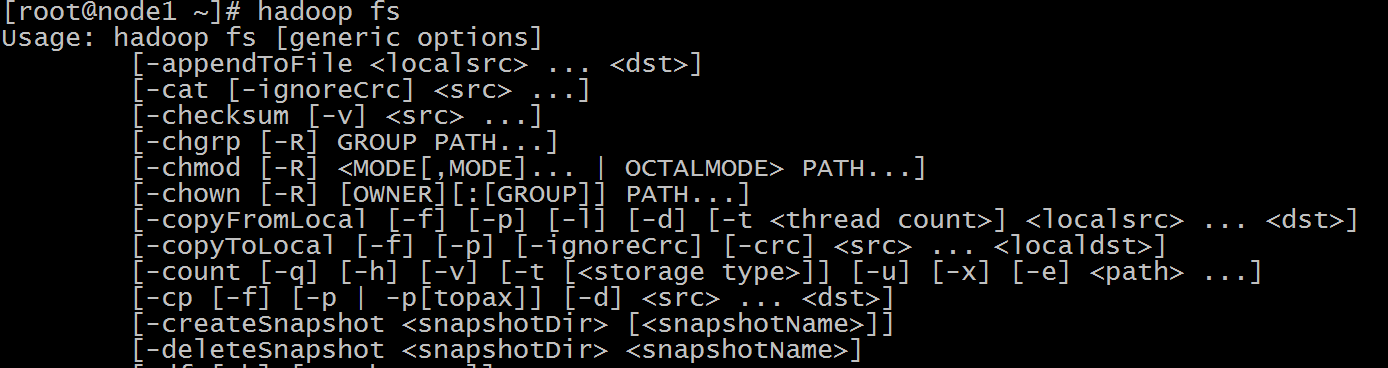 [root@node1 ~]# hadoop fs
Usage: hadoop fs [generic options]
[-appendToFile <localsrc> ... <dst>]
[-cat [-ignoreCrc] <src> ...]
[-checksum [-v] <src> ...]
[-chgrp [-R] GROUP PATH...]
[-chmod [-R] <MODE[,MODE]... | OCTALMODE> PATH...]
[-chown [-R] [OWNER][:[GROUP]] PATH...]
[-copyFromLocal [-f] [-p] [-l] [-d] [-t <thread count>] <localsrc> ... <dst>]
[-copyToLocal [-f] [-p] [-ignoreCrc] [-crc] <src> ... <localdst>]
[-count [-q] [-h] [-v] [-t [<storage type>]] [-u] [-x] [-e] <path> ...]
[-cp [-f] [-p | -p[topax]] [-d] <src> ... <dst>]
[-createSnapshot <snapshotDir> [<snapshotName>]]
[-deleteSnapshot <snapshotDir> <snapshotName>]